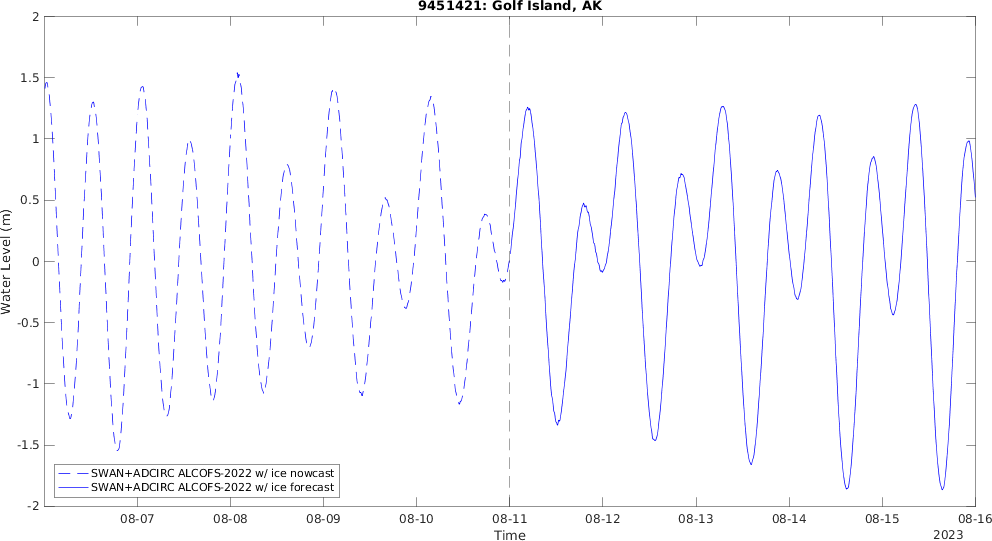 9451421: Golf Island, AK
Water Level (m)
2
1.5
1
0.5
0
-0.5
-1
-1.5
-2
SWAN+ADCIRC ALCOFS-2022 w/ ice nowcast
SWAN+ADCIRC ALCOFS-2022 w/ ice forecast
08-07 08-08 08-09 08-10 08-11 08-12 08-13 08-14 08-15 08-16
Time
2023